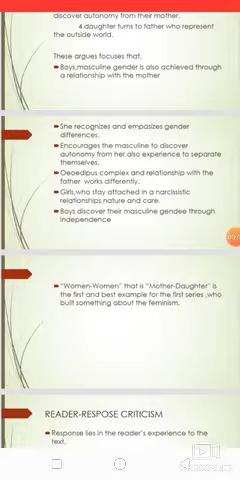 discover autonomy from their mother.
4.daughter turns to father who represent
the outside world.
These argues focuses that,
Boys,masculine gender is also achieved through
a relationship with the mother
She recognizes and empasizes gender
differences.
Encourages the masculine to discover
autonomy from her,also experience to separate
themselves.
Oeoedipus complex and relationship with the
father works differently.
Girls,who stay attached in a narcissistic
relationships,nature and care.
Boys discover their masculine gendee through
independence
"Women-Women" that is "Mother-Daughter" is
the first and best example for the first series ,who
built something about the feminism.
READER-RESPOSE CRITICISM
Response lies in the reader's experience to the
text.